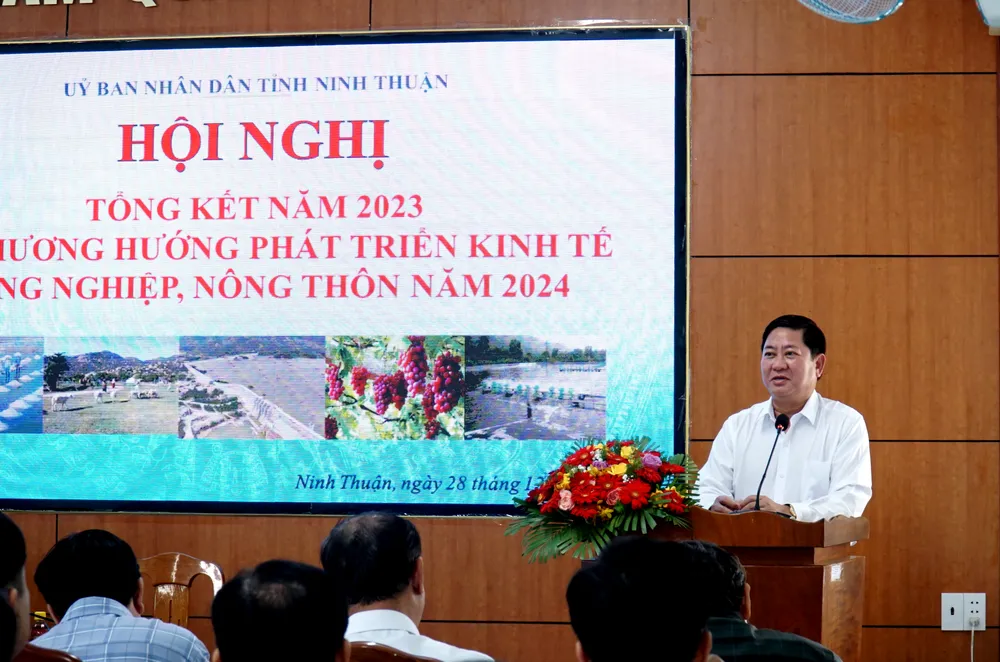 ỦY BAN NHÂN DÂN TỈNH NINH THUẬN
HỘI NGHỊ
TỔNG KẾT NĂM 2023
HƯƠNG HƯỚNG PHÁT TRIỂN KINH TẾ
NG NGHIỆP, NÔNG THÔN NĂM 2024
Ninh Thuận, ngày 28 tháng